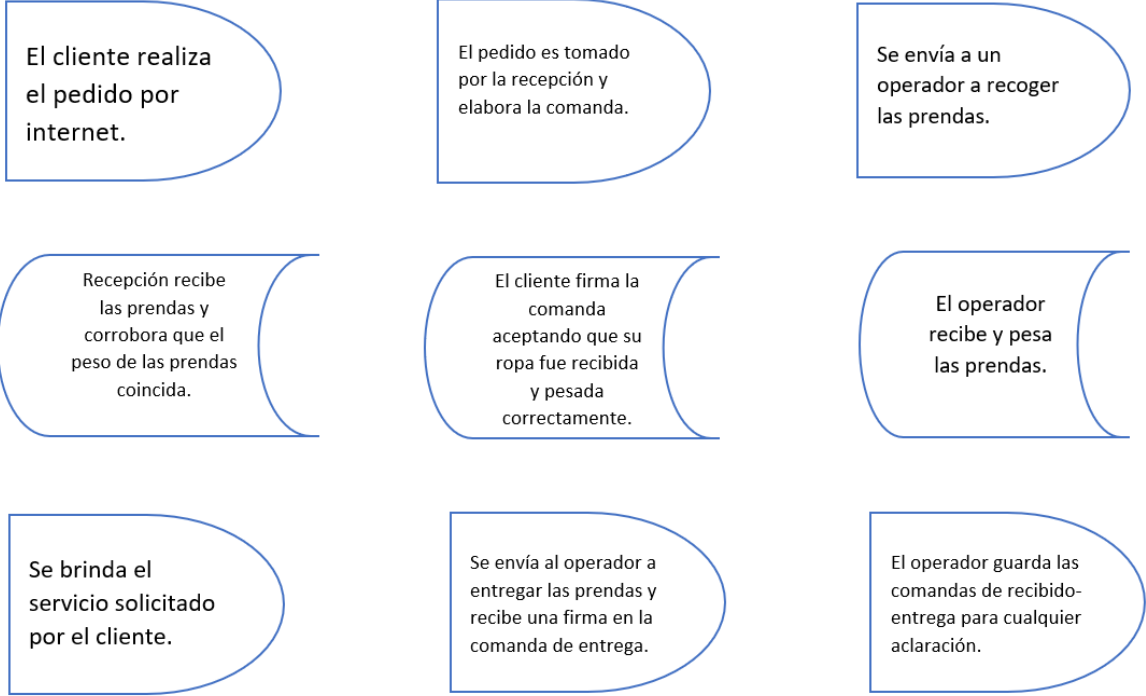 El cliente realiza
el pedido por
internet.
El pedido es tomado
por la recepción y
elabora la comanda.
Se envía a un
operador a recoger
las prendas.
Recepción recibe
las prendas y
corrobora que el
peso de las prendas
coincida.
El cliente firma la
comanda
aceptando que su
ropa fue recibida
y pesada
correctamente.
El operador
recibe y pesa
las prendas.
Se brinda el
servicio solicitado
por el cliente.
Se envía al operador a
entregar las prendas y
recibe una firma en la
comanda de entrega.
El operador guarda las
comandas de recibido-
entrega para cualquier
aclaración.